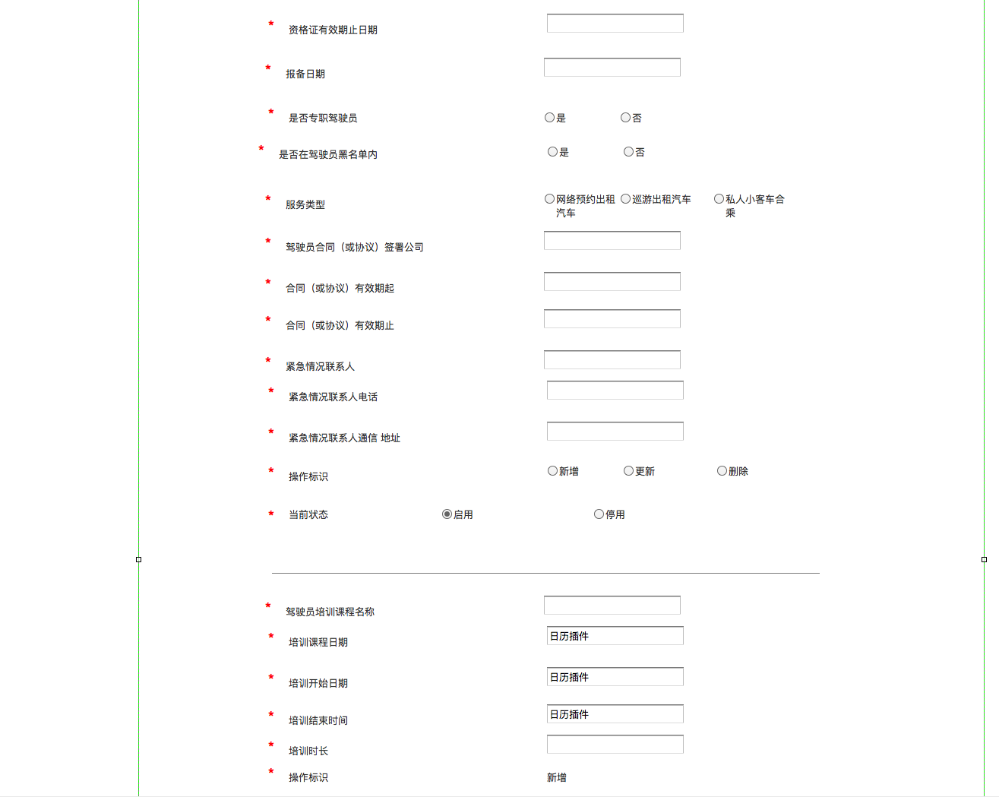 * 资格证有效期止日期
* 报备日期
* 是否专职驾驶员 是 否
* 是否在驾驶员黑名单内 是 否
* 服务类型 网络预约出租 巡游出租汽车 私人小客车合
汽车 乘
* 驾驶员合同（或协议）签署公司
* 合同（或协议）有效期起
* 合同（或协议）有效期止
* 紧急情况联系人
* 紧急情况联系人电话
* 紧急情况联系人通信 地址
* 操作标识 新增 更新 删除
* 当前状态 启用 停用
* 驾驶员培训课程名称
* 培训课程日期 日历插件
* 培训开始日期 日历插件
* 培训结束时间 日历插件
* 培训时长
* 操作标识 新增